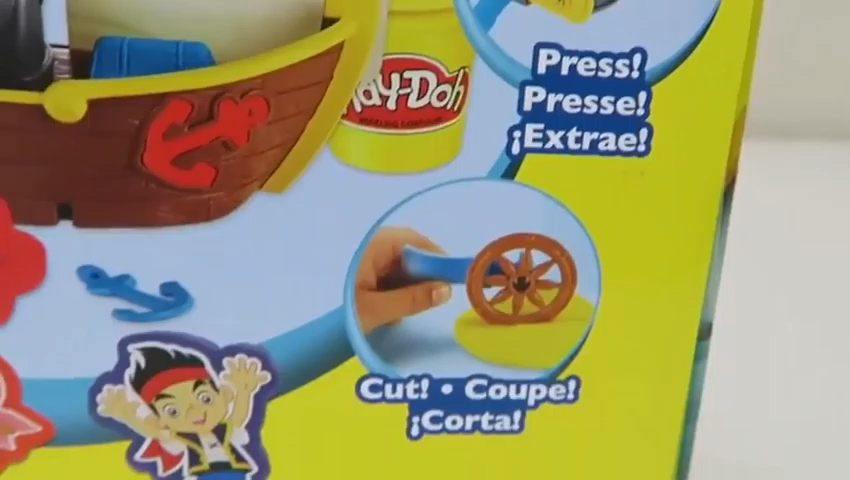 Press!
Presse!
¡Extrae!
Play-Doh
Cut! • Coupe!
¡Corta!